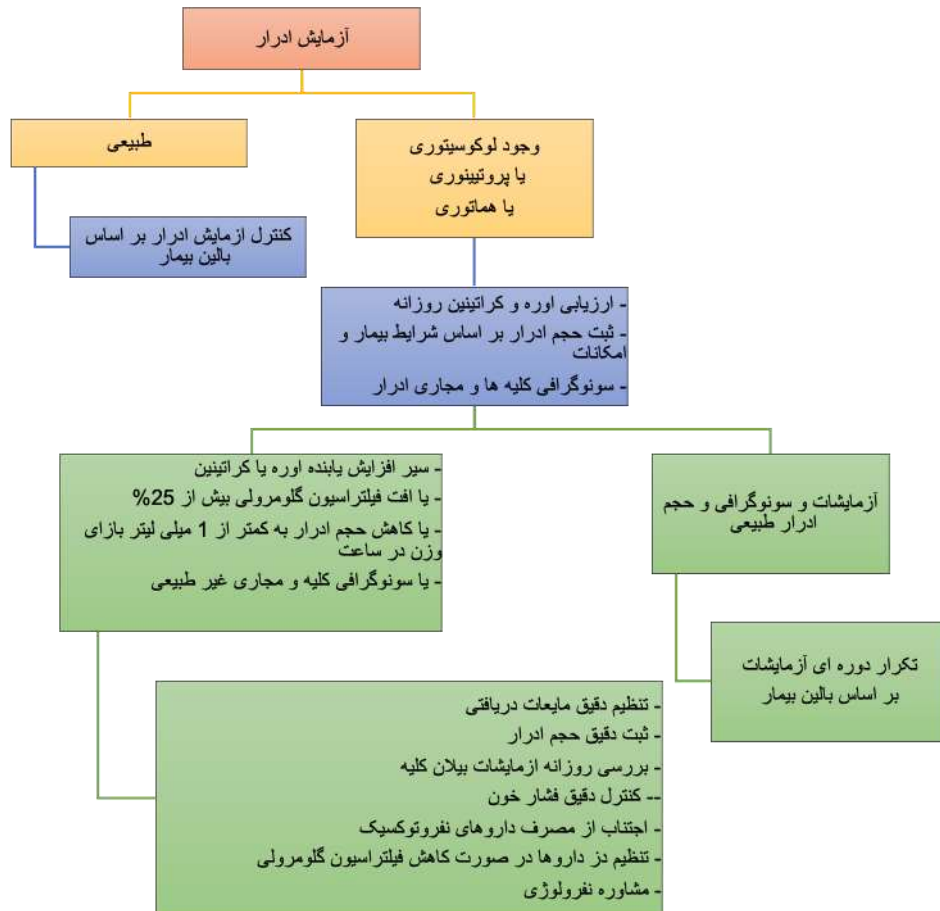 آزمایش ادرار
طبیعی
وجود لوکوسیتوری
یا پروتیینوری
یا هماتوری
کنترل ازمایش ادرار بر اساس
بالین بیمار
- ارزیابی اوره و کراتینین روزانه
- ثبت حجم ادرار بر اساس شرایط بیمار و
امکانات
- سونوگرافی کلیه ها و مجاری ادرار
- سیر افزایش یابنده اوره یا کراتینین
- یا افت فیلتراسیون گلومرولی بیش از 25%
- یا کاهش حجم ادرار به کمتر از 1 میلی لیتر بازای
وزن در ساعت
- یا سونوگرافی کلیه و مجاری غیر طبیعی
آزمایشات و سونوگرافی و حجم
ادرار طبیعی
تکرار دوره ای آزمایشات
بر اساس بالین بیمار
- تنظیم دقیق مایعات دریافتی
- ثبت دقیق حجم ادرار
- بررسی روزانه ازمایشات بیلان کلیه
-- کنترل دقیق فشار خون
- اجتناب از مصرف داروهای نفروتوکسیک
- تنظیم دز داروها در صورت کاهش فیلتراسیون گلومرولی
- مشاوره نفرولوژی